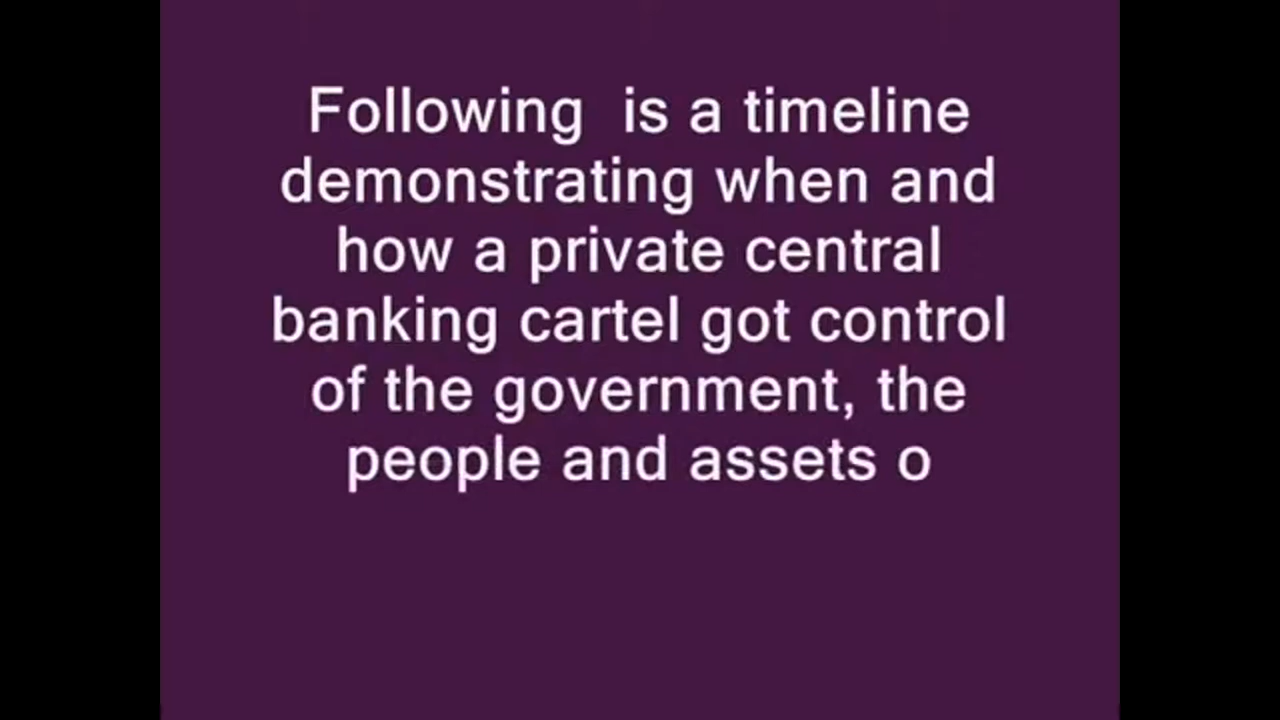 Following  is a timeline
demonstrating when and
how a private central
banking cartel got control
of the government, the
people and assets o